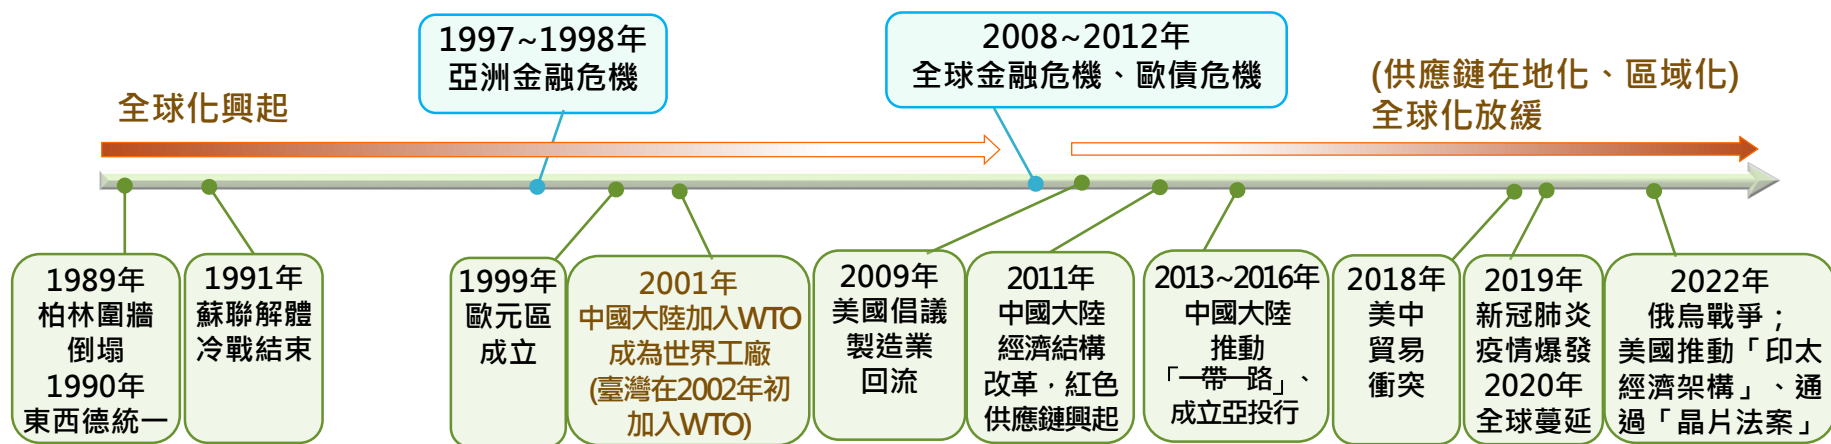 1997~1998年
亞洲金融危機
2008~2012年
全球金融危機、歐債危機
全球化興起
(供應鏈在地化、區域化)
全球化放緩
1989年
柏林圍牆
倒塌
1990年
東西德統一
1991年
蘇聯解體
冷戰結束
1999年
歐元區
成立
2001年
中國大陸加入WTO
成為世界工廠
(臺灣在2002年初
加入WTO)
2009年
美國倡議
製造業
回流
2011年
中國大陸
經濟結構
改革，紅色
供應鏈興起
2013~2016年
中國大陸
推動
「一帶一路」、
成立亞投行
2018年
美中
貿易
衝突
2019年
新冠肺炎
疫情爆發
2020年
全球蔓延
2022年
俄烏戰爭；
美國推動「印太
經濟架構」、通
過「晶片法案」